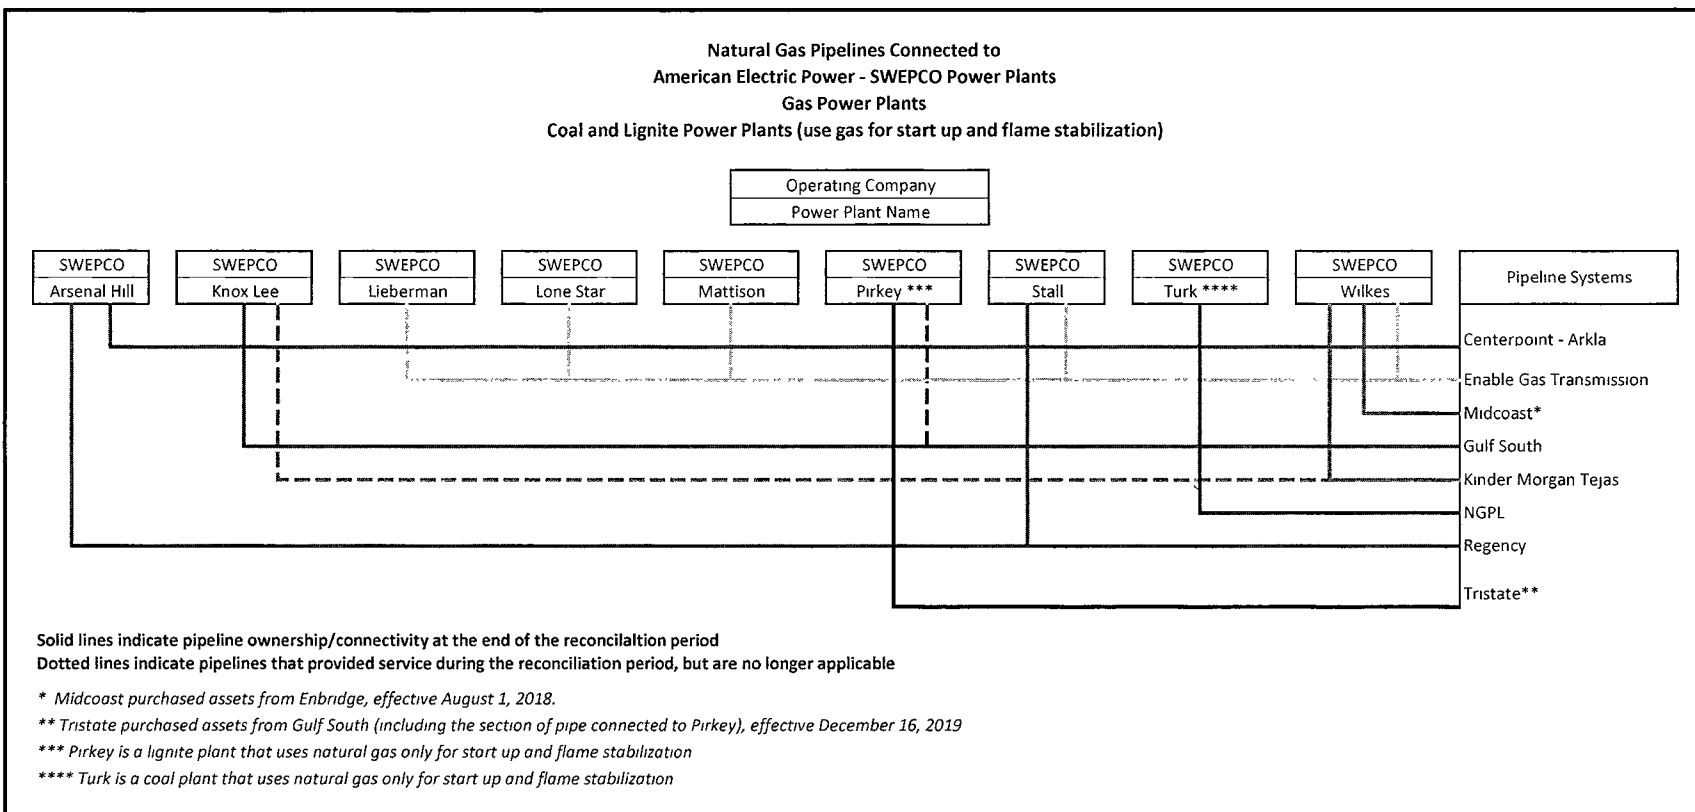 Natural Gas Pipelines Connected to
American Electric Power - SWEPCO Power Plants
Gas Power Plants
Coal and Lignite Power Plants (use gas for start up and flame stabilization)
Operating Company
Power Plant Name
SWEPCO
Arsenal Hill
SWEPCO
Knox Lee
SWEPCO
Lieberman
SWEPCO
Lone Star
SWEPCO
Mattison
SWEPCO
Pirkey ***
SWEPCO
Stall
SWEPCO
Turk ****
SWEPCO
Wilkes
Pipeline Systems
Centerpoint - Arkla
Enable Gas Transmission
Midcoast*
Gulf South
Kinder Morgan Tejas
NGPL
Regency
Tristate**
Solid lines indicate pipeline ownership/connectivity at the end of the reconcilaltion period
Dotted lines indicate pipelines that provided service during the reconciliation period, but are no longer applicable
* Midcoast purchased assets from Enbridge, effective August 1, 2018.
** Tristate purchased assets from Gulf South (including the section of pipe connected to Pirkey), effective December 16, 2019
*** Pirkey is a lignite plant that uses natural gas only for start up and flame stabilization
**** Turk is a coal plant that uses natural gas only for start up and flame stabilization